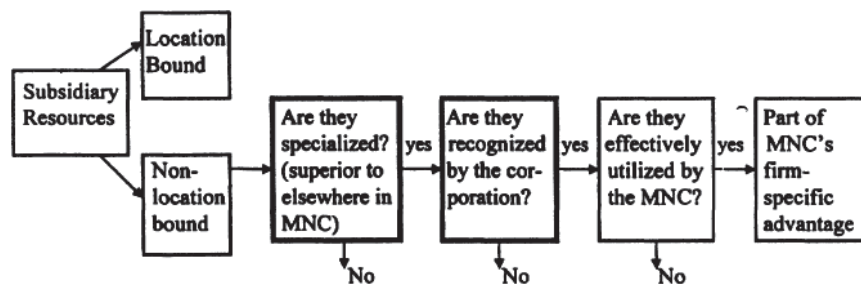 Subsidiary
Resources
Location
Bound
Non-
location
bound
Are they
specialized?
(superior to
elsewhere in
MNC)
yes
No
Are they
recognized
by the cor-
poration?
yes
No
Are they
effectively
utilized by
the MNC?
yes
No
Part of
MNC's
firm-
specific
advantage